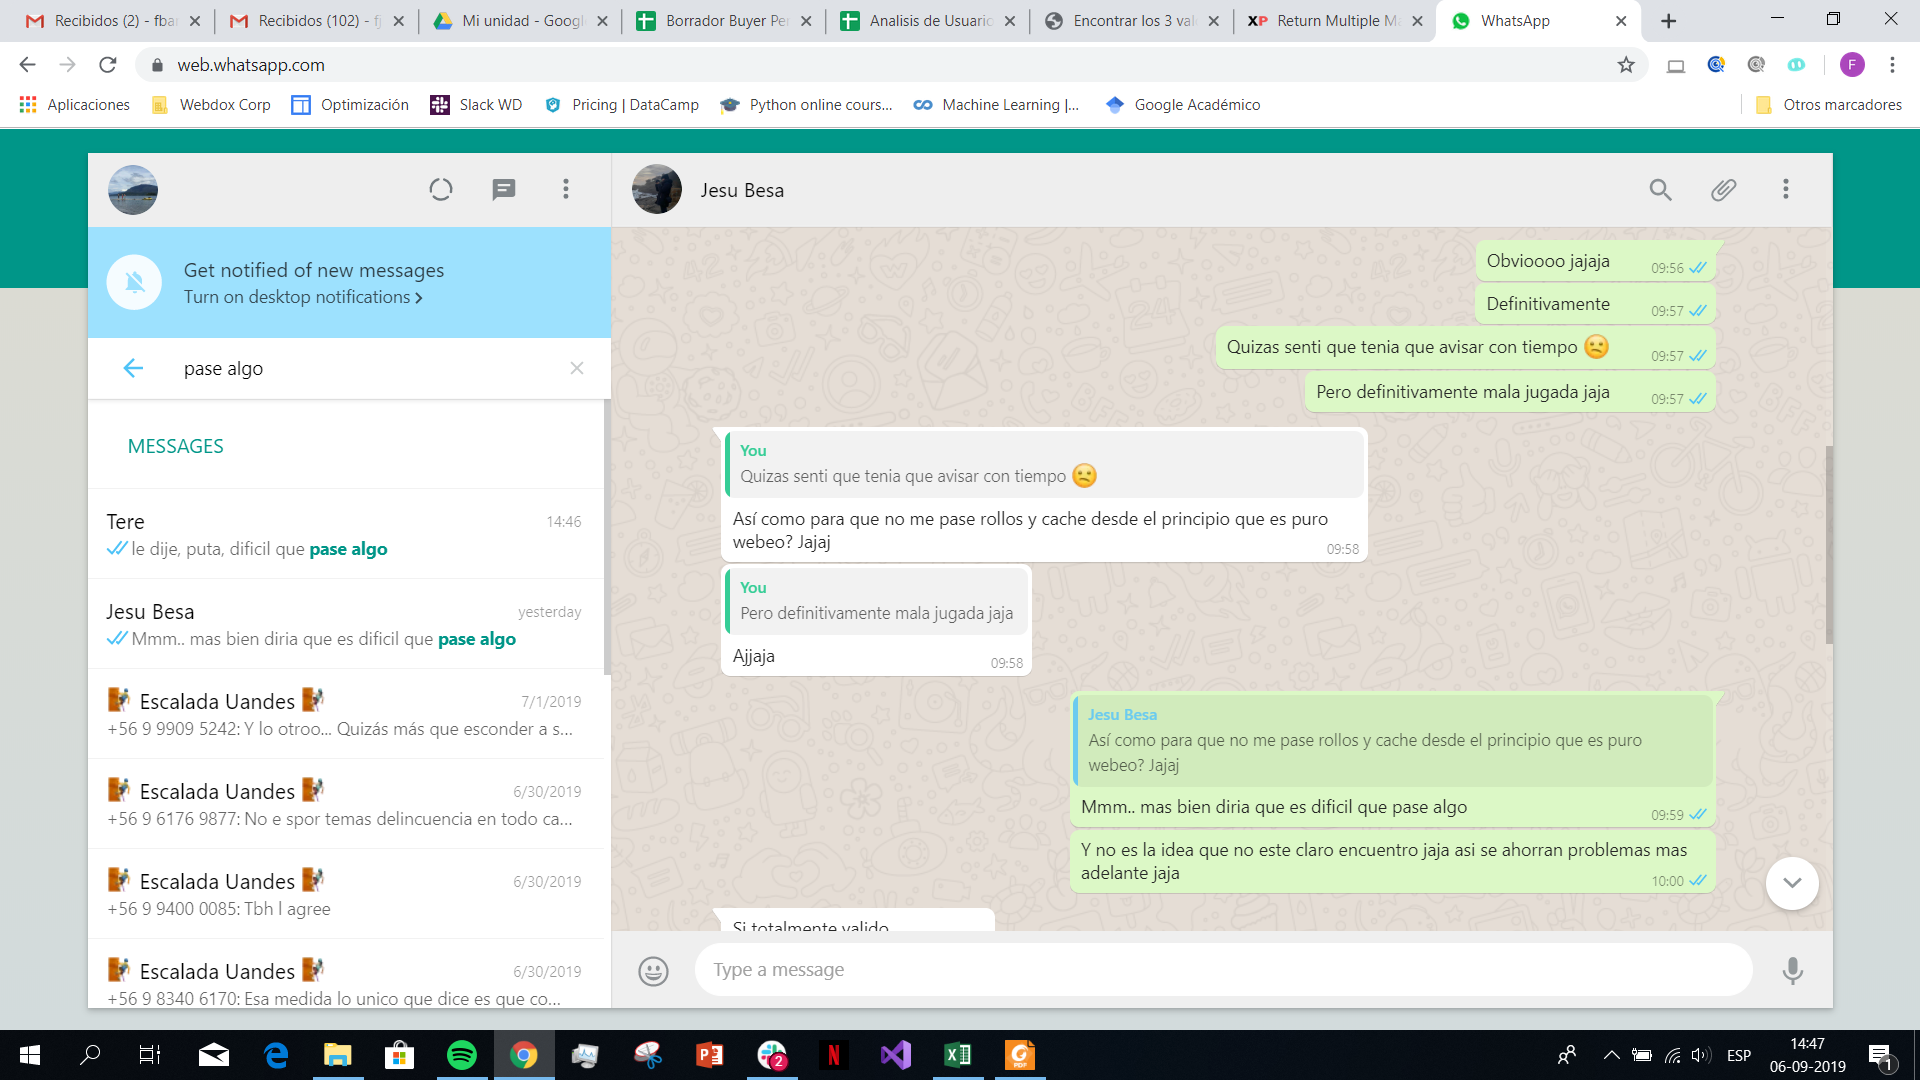 Recibidos (2) - fbar
Recibidos (102) - fj
Mi unidad - Googl
Borrador Buyer Per
Analisis de Usuario
Encontrar los 3 val
XP Return Multiple Ma
WhatsApp
web.whatsapp.com
F
Aplicaciones
Webdox Corp
Optimización
Slack WD
Pricing | DataCamp
Python online cours...
Machine Learning |...
Google Académico
Otros marcadores
Get notified of new messages
Turn on desktop notifications >
pase algo
MESSAGES
Tere
14:46
le dije, puta, dificil que pase algo
Jesu Besa
yesterday
Mmm.. mas bien diria que es dificil que pase algo
Escalada Uandes
7/1/2019
+56 9 9909 5242: Y lo otroo... Quizás más que esconder a s...
Escalada Uandes
6/30/2019
+56 9 6176 9877: No e spor temas delincuencia en todo ca...
Escalada Uandes
6/30/2019
+56 9 9400 0085: Tbh I agree
Escalada Uandes
6/30/2019
+56 9 8340 6170: Esa medida lo unico que dice es que co...
Jesu Besa
Obvioooo jajaja
09:56
Definitivamente
09:57
Quizas senti que tenia que avisar con tiempo
09:57
Pero definitivamente mala jugada jaja
09:57
You
Quizas senti que tenia que avisar con tiempo
Así como para que no me pase rollos y cache desde el principio que es puro
webeo? Jajaj
09:58
You
Pero definitivamente mala jugada jaja
Ajjaja
09:58
Jesu Besa
Así como para que no me pase rollos y cache desde el principio que es puro
webeo? Jajaj
Mmm.. mas bien diria que es dificil que pase algo
09:59
Y no es la idea que no este claro encuentro jaja asi se ahorran problemas mas
adelante jaja
10:00
Si totalmente valido
Type a message
2
N
PDF
ESP
14:47
06-09-2019
1